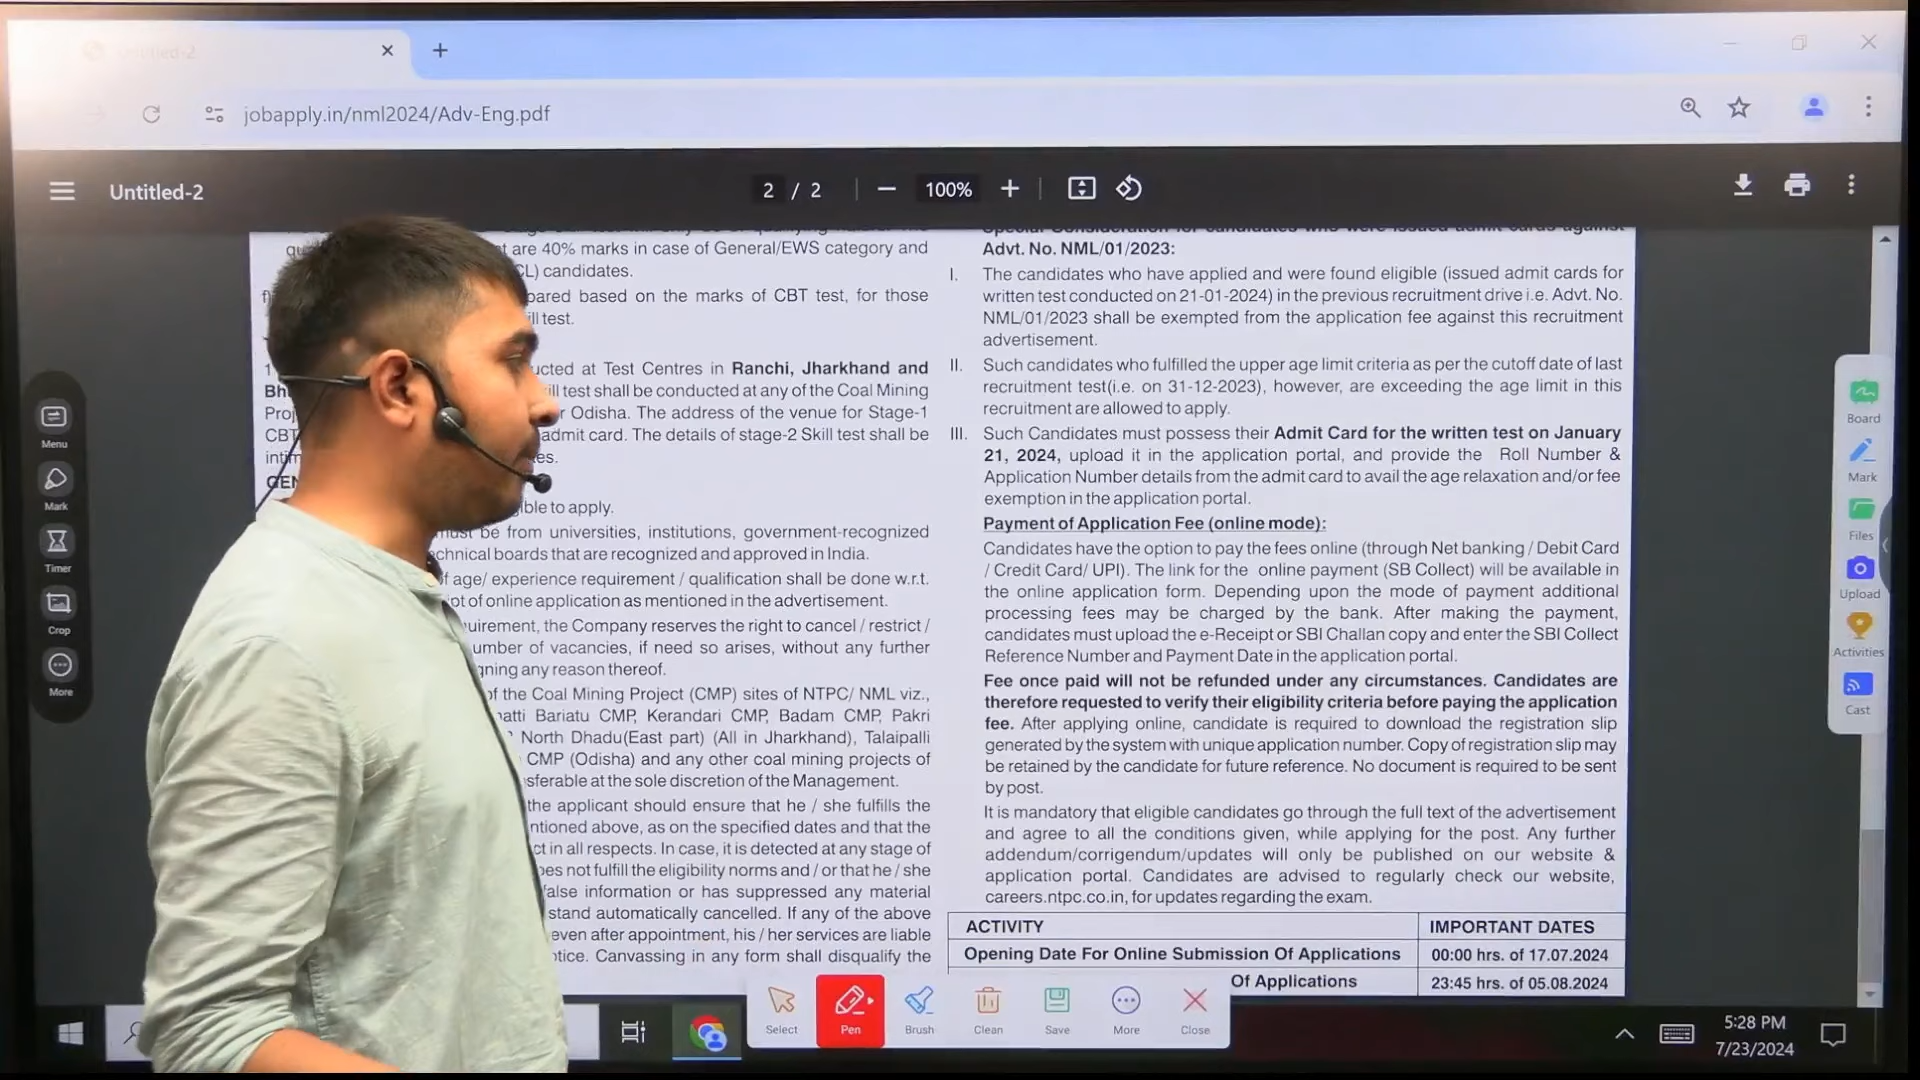 Untitled-2
jobapply.in/nml2024/Adv-Eng.pdf
Untitled-2
2 / 2
100%
are 40% marks in case of General/EWS category and
CL) candidates.
based on the marks of CBT test, for those
test.
at Test Centres in Ranchi, Jharkhand and
test shall be conducted at any of the Coal Mining
Odisha. The address of the venue for Stage-1
CBT admit card. The details of stage-2 Skill test shall be
to apply.
be from universities, institutions, government-recognized
boards that are recognized and approved in India.
age/ experience requirement / qualification shall be done w.r.t.
of online application as mentioned in the advertisement.
the Company reserves the right to cancel / restrict /
of vacancies, if need so arises, without any further
any reason thereof.
of the Coal Mining Project (CMP) sites of NTPC/ NML viz.,
Bariatu CMP, Kerandari CMP, Badam CMP, Pakri
North Dhadu(East part) (All in Jharkhand), Talaipalli
CMP (Odisha) and any other coal mining projects of
at the sole discretion of the Management.
the applicant should ensure that he / she fulfills the
above, as on the specified dates and that the
in all respects. In case, it is detected at any stage of
not fulfill the eligibility norms and / or that he / she
false information or has suppressed any material
stand automatically cancelled. If any of the above
even after appointment, his / her services are liable
Canvassing in any form shall disqualify the
Special Consideration for candidates who were issued admit cards against
Advt. No. NML/01/2023:
I. The candidates who have applied and were found eligible (issued admit cards for
written test conducted on 21-01-2024) in the previous recruitment drive i.e. Advt. No.
NML/01/2023 shall be exempted from the application fee against this recruitment
advertisement.
II. Such candidates who fulfilled the upper age limit criteria as per the cutoff date of last
recruitment test(i.e. on 31-12-2023), however, are exceeding the age limit in this
recruitment are allowed to apply.
III. Such Candidates must possess their Admit Card for the written test on January
21, 2024, upload it in the application portal, and provide the Roll Number &
Application Number details from the admit card to avail the age relaxation and/or fee
exemption in the application portal.
Payment of Application Fee (online mode):
Candidates have the option to pay the fees online (through Net banking / Debit Card
/ Credit Card/ UPI). The link for the online payment (SB Collect) will be available in
the online application form. Depending upon the mode of payment additional
processing fees may be charged by the bank. After making the payment,
candidates must upload the e-Receipt or SBI Challan copy and enter the SBI Collect
Reference Number and Payment Date in the application portal.
Fee once paid will not be refunded under any circumstances. Candidates are
therefore requested to verify their eligibility criteria before paying the application
fee. After applying online, candidate is required to download the registration slip
generated by the system with unique application number. Copy of registration slip may
be retained by the candidate for future reference. No document is required to be sent
by post.
It is mandatory that eligible candidates go through the full text of the advertisement
and agree to all the conditions given, while applying for the post. Any further
addendum/corrigendum/updates will only be published on our website &
application portal. Candidates are advised to regularly check our website,
careers.ntpc.co.in, for updates regarding the exam.
ACTIVITY IMPORTANT DATES
Opening Date For Online Submission Of Applications 00:00 hrs. of 17.07.2024
Of Applications 23:45 hrs. of 05.08.2024
Menu
Mark
Timer
Crop
More
Board
Mark
Files
Upload
Activities
Cast
Select
Pen
Brush
Clean
Save
More
Close
5:28 PM
7/23/2024